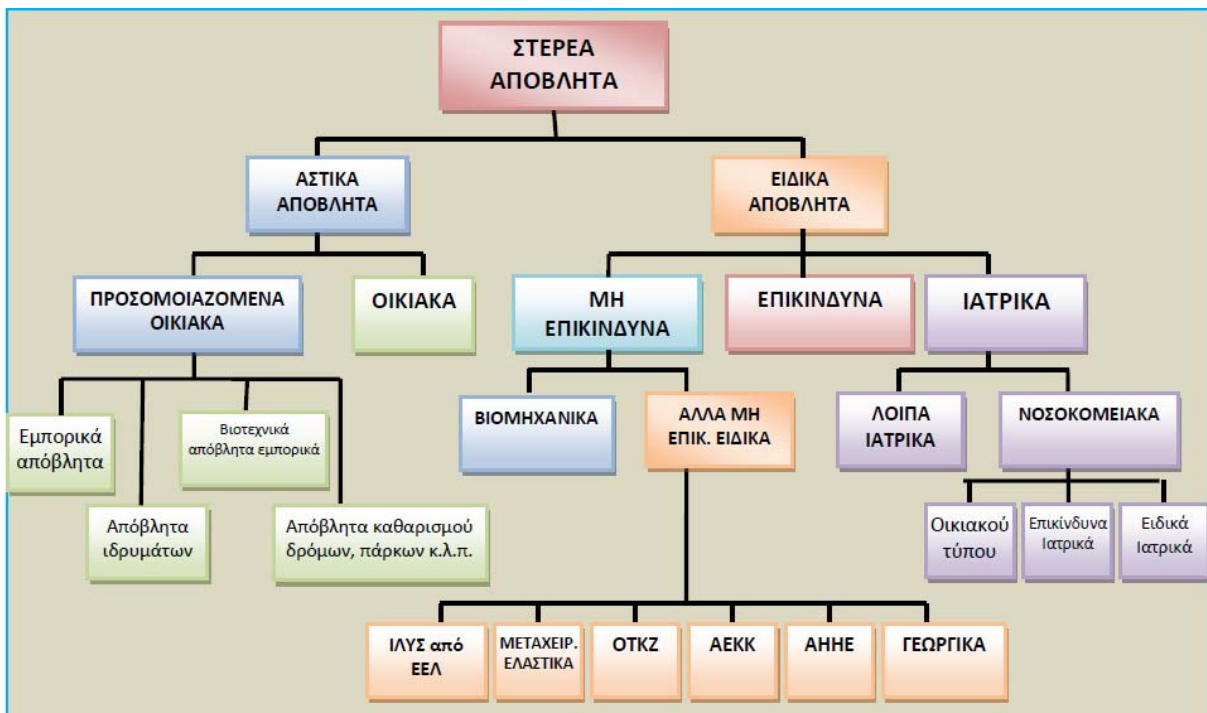 ΣΤΕΡΕΑ
ΑΠΟΒΛΗΤΑ
ΑΣΤΙΚΑ
ΑΠΟΒΛΗΤΑ
ΕΙΔΙΚΑ
ΑΠΟΒΛΗΤΑ
ΠΡΟΣΟΜΟΙΑΖΟΜΕΝΑ
ΟΙΚΙΑΚΑ
ΟΙΚΙΑΚΑ
ΜΗ
ΕΠΙΚΙΝΔΥΝΑ
ΕΠΙΚΙΝΔΥΝΑ
ΙΑΤΡΙΚΑ
Εμπορικά
απόβλητα
Απόβλητα
ιδρυμάτων
Βιοτεχνικά
απόβλητα εμπορικά
Απόβλητα καθαρισμού
δρόμων, πάρκων κ.λ.π.
ΒΙΟΜΗΧΑΝΙΚΑ
ΑΛΛΑ ΜΗ
ΕΠΙΚ. ΕΙΔΙΚΑ
ΛΟΙΠΑ
ΙΑΤΡΙΚΑ
ΝΟΣΟΚΟΜΕΙΑΚΑ
Οικιακού
τύπου
Επικίνδυνα
Ιατρικά
Ειδικά
Ιατρικά
ΙΛΥΣ από
ΕΕΛ
ΜΕΤΑΧΕΙΡ.
ΕΛΑΣΤΙΚΑ
ΟΤΚΖ
ΑΕΚΚ
ΑΗΗΕ
ΓΕΩΡΓΙΚΑ